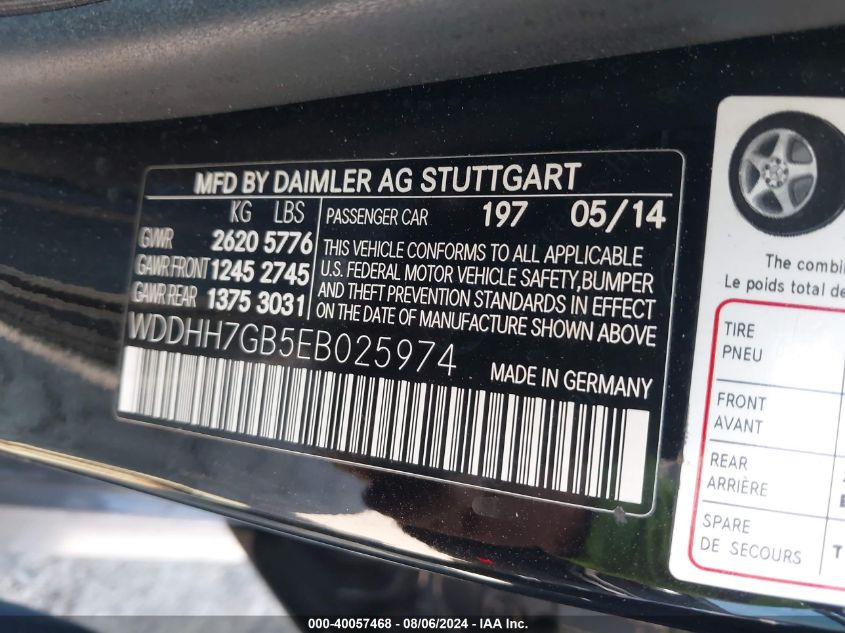 MFD BY DAIMLER AG STUTTGART
KG LBS
GVWR 2620 5776
GAWR FRONT 1245 2745
GAWR REAR 1375 3031
PASSENGER CAR 197 05/14
THIS VEHICLE CONFORMS TO ALL APPLICABLE
U.S. FEDERAL MOTOR VEHICLE SAFETY, BUMPER
AND THEFT PREVENTION STANDARDS IN EFFECT
ON THE DATE OF MANUFACTURE SHOWN ABOVE
WDDHH7GB5EB025974
MADE IN GERMANY
The combin
Le poids total de
TIRE
PNEU
FRONT
AVANT
REAR
ARRIÈRE
SPARE
DE SECOURS
T
000-40057468 - 08/06/2024 - IAA Inc.